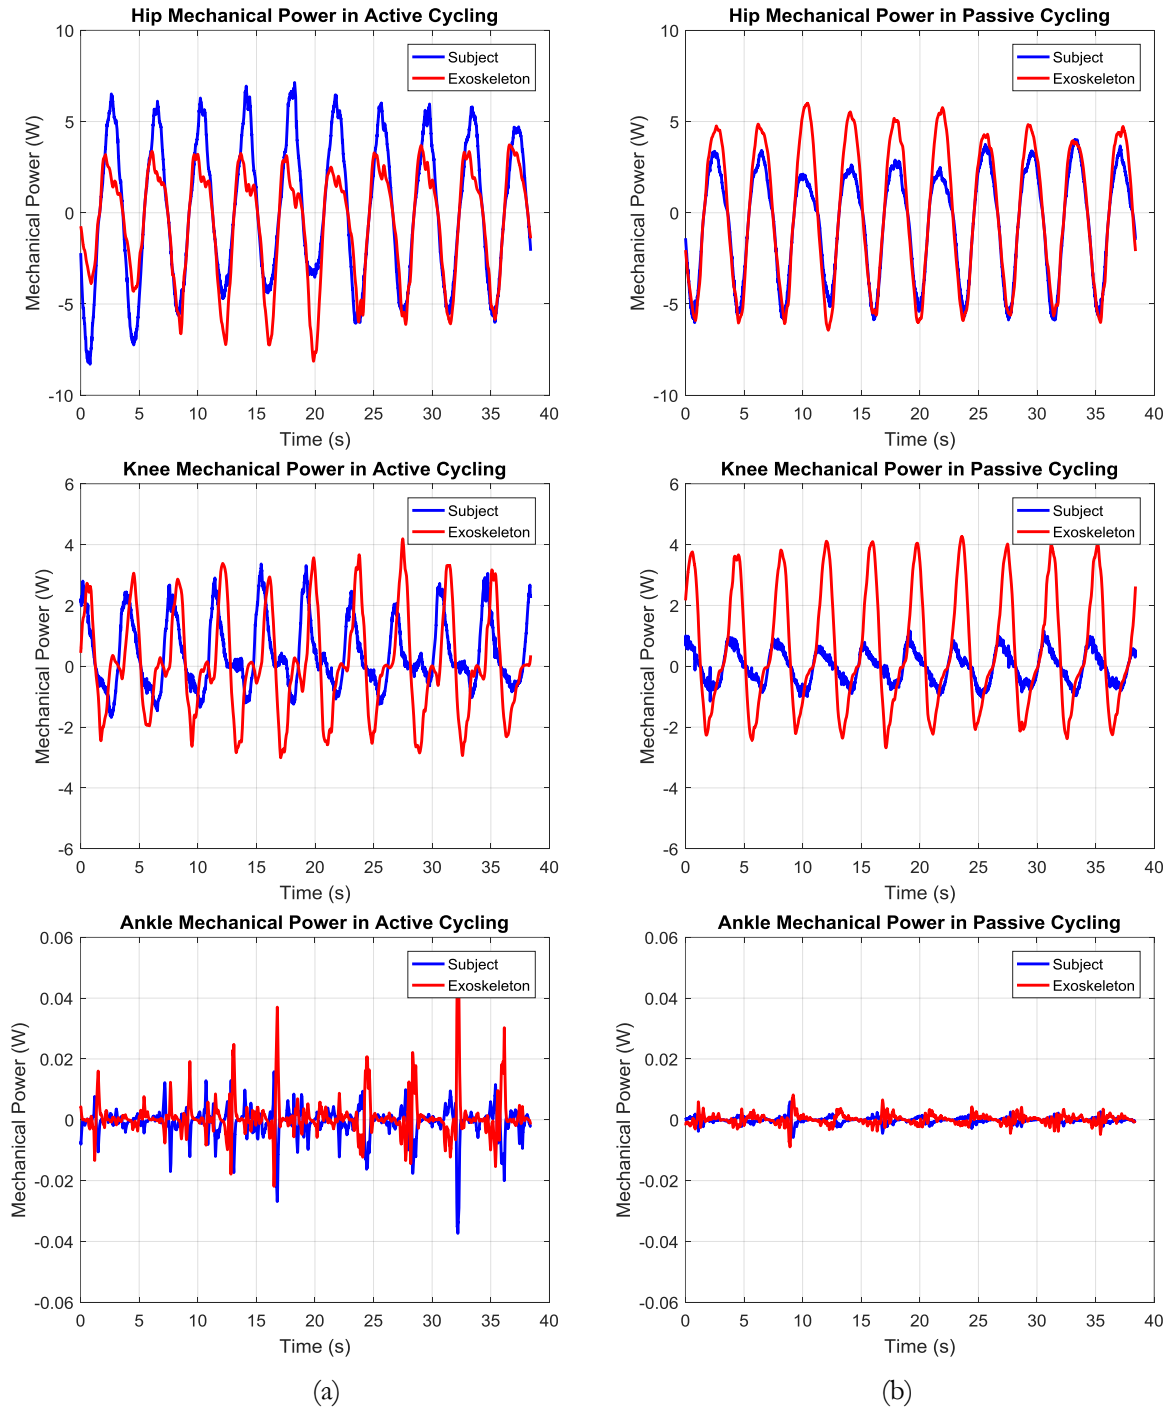 Hip Mechanical Power in Active Cycling
10
5
0
-5
-10
Mechanical Power (W)
Subject
Exoskeleton
0 5 10 15 20 25 30 35 40
Time (s)
Hip Mechanical Power in Passive Cycling
10
5
0
-5
-10
Mechanical Power (W)
Subject
Exoskeleton
0 5 10 15 20 25 30 35 40
Time (s)
Knee Mechanical Power in Active Cycling
6
4
2
0
-2
-4
-6
Mechanical Power (W)
Subject
Exoskeleton
0 5 10 15 20 25 30 35 40
Time (s)
Knee Mechanical Power in Passive Cycling
6
4
2
0
-2
-4
-6
Mechanical Power (W)
Subject
Exoskeleton
0 5 10 15 20 25 30 35 40
Time (s)
Ankle Mechanical Power in Active Cycling
0.06
0.04
0.02
0
-0.02
-0.04
-0.06
Mechanical Power (W)
Subject
Exoskeleton
0 5 10 15 20 25 30 35 40
Time (s)
Ankle Mechanical Power in Passive Cycling
0.06
0.04
0.02
0
-0.02
-0.04
-0.06
Mechanical Power (W)
Subject
Exoskeleton
0 5 10 15 20 25 30 35 40
Time (s)
(a)
(b)